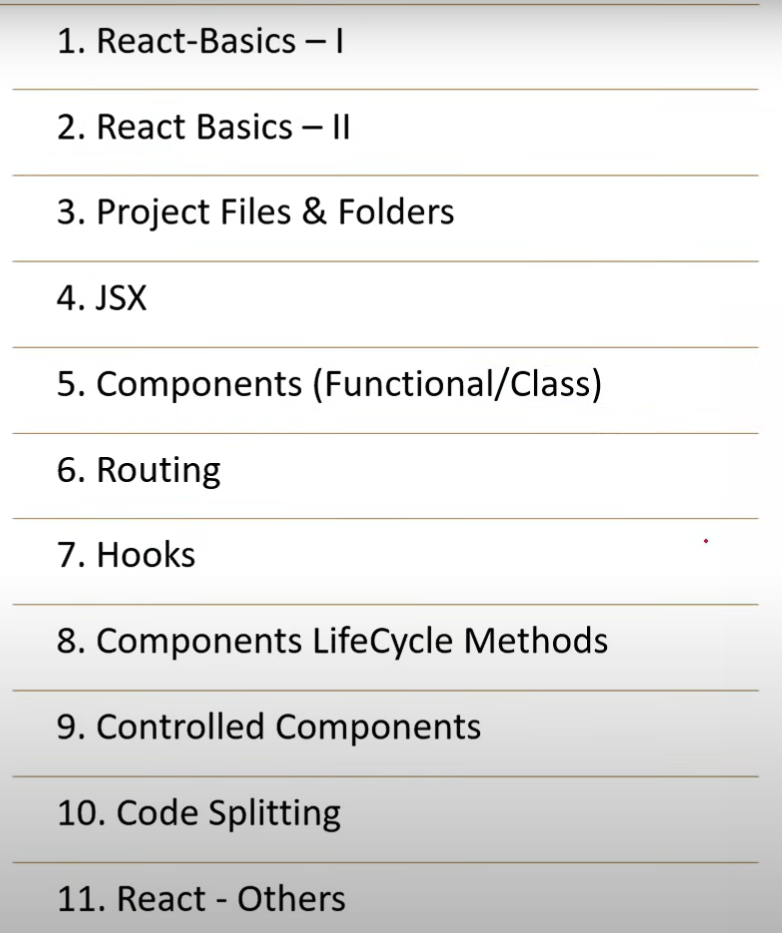 1. React-Basics – I
2. React Basics – II
3. Project Files & Folders
4. JSX
5. Components (Functional/Class)
6. Routing
7. Hooks
8. Components LifeCycle Methods
9. Controlled Components
10. Code Splitting
11. React - Others